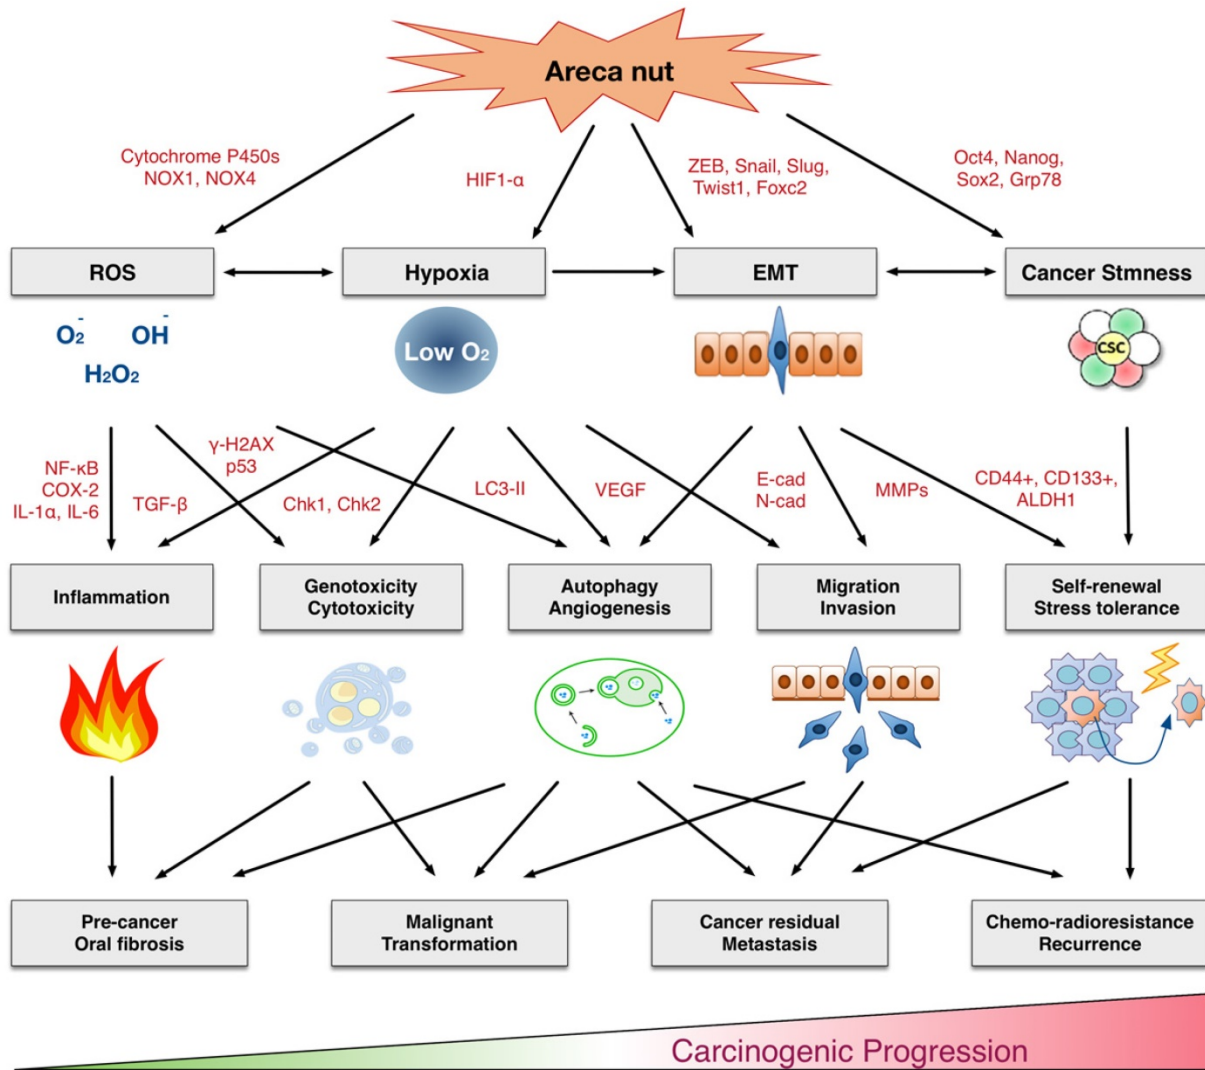 Areca nut
Cytochrome P450s
NOX1, NOX4
HIF1-α
ZEB, Snail, Slug,
Twist1, Foxc2
Oct4, Nanog,
Sox2, Grp78
ROS
Hypoxia
EMT
Cancer Stmness
O₂⁻ OH⁻
H₂O₂
Low O₂
CSC
NF-κB
COX-2
IL-1α, IL-6
TGF-β
γ-H2AX
p53
Chk1, Chk2
LC3-II
VEGF
E-cad
N-cad
MMPs
CD44+, CD133+,
ALDH1
Inflammation
Genotoxicity
Cytotoxicity
Autophagy
Angiogenesis
Migration
Invasion
Self-renewal
Stress tolerance
Pre-cancer
Oral fibrosis
Malignant
Transformation
Cancer residual
Metastasis
Chemo-radioresistance
Recurrence
Carcinogenic Progression